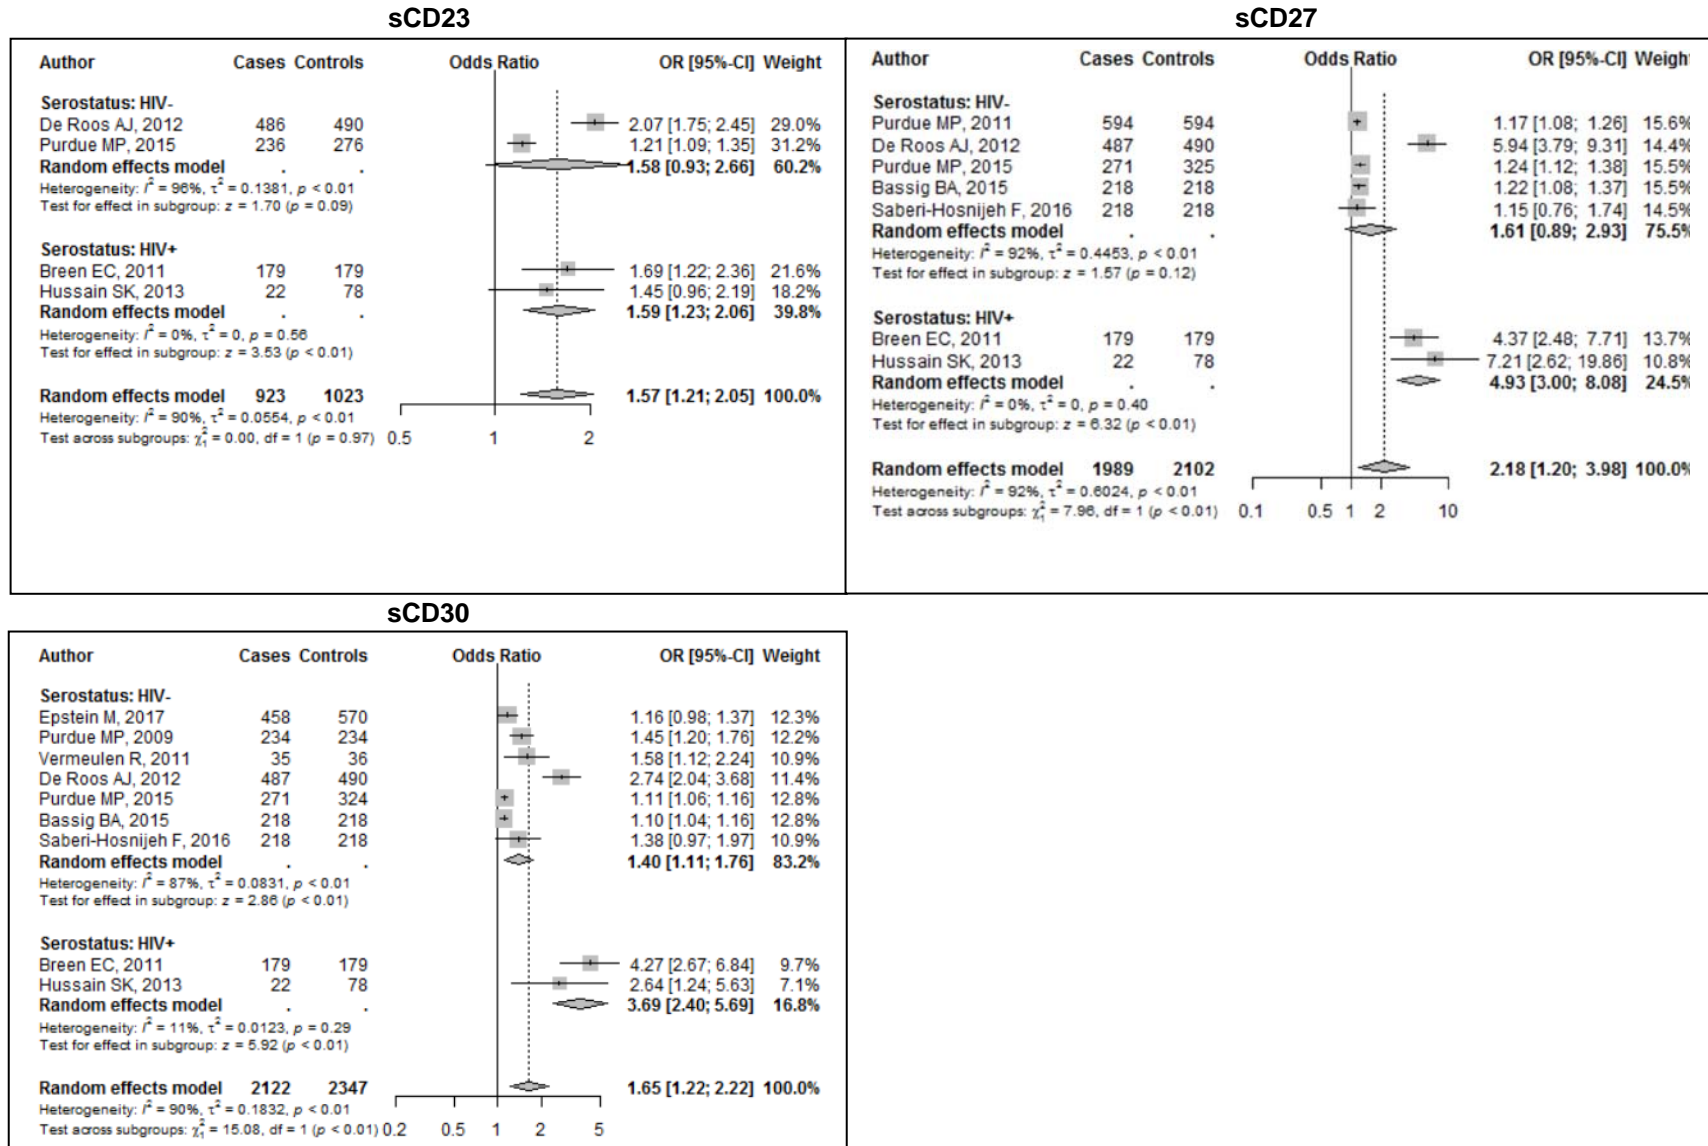 sCD23
Author Cases Controls Odds Ratio OR [95%-CI] Weight
Serostatus: HIV-
De Roos AJ, 2012 486 490 2.07 [1.75; 2.45] 29.0%
Purdue MP, 2015 236 276 1.21 [1.09; 1.35] 31.2%
Random effects model . . 1.58 [0.93; 2.66] 60.2%
Heterogeneity: I² = 96%, τ² = 0.1381, p < 0.01
Test for effect in subgroup: z = 1.70 (p = 0.09)
Serostatus: HIV+
Breen EC, 2011 179 179 1.69 [1.22; 2.36] 21.6%
Hussain SK, 2013 22 78 1.45 [0.96; 2.19] 18.2%
Random effects model . . 1.59 [1.23; 2.06] 39.8%
Heterogeneity: I² = 0%, τ² = 0, p = 0.56
Test for effect in subgroup: z = 3.53 (p < 0.01)
Random effects model 923 1023 1.57 [1.21; 2.05] 100.0%
Heterogeneity: I² = 90%, τ² = 0.0554, p < 0.01
Test across subgroups: χ²₁ = 0.00, df = 1 (p = 0.97) 0.5 1 2
sCD27
Author Cases Controls Odds Ratio OR [95%-CI] Weigh
Serostatus: HIV-
Purdue MP, 2011 594 594 1.17 [1.08; 1.26] 15.6%
De Roos AJ, 2012 487 490 5.94 [3.79; 9.31] 14.4%
Purdue MP, 2015 271 325 1.24 [1.12; 1.38] 15.5%
Bassig BA, 2015 218 218 1.22 [1.08; 1.37] 15.5%
Saberi-Hosnijeh F, 2016 218 218 1.15 [0.76; 1.74] 14.5%
Random effects model . . 1.61 [0.89; 2.93] 75.5%
Heterogeneity: I² = 92%, τ² = 0.4453, p < 0.01
Test for effect in subgroup: z = 1.57 (p = 0.12)
Serostatus: HIV+
Breen EC, 2011 179 179 4.37 [2.48; 7.71] 13.7%
Hussain SK, 2013 22 78 7.21 [2.62; 19.86] 10.8%
Random effects model . . 4.93 [3.00; 8.08] 24.5%
Heterogeneity: I² = 0%, τ² = 0, p = 0.40
Test for effect in subgroup: z = 6.32 (p < 0.01)
Random effects model 1989 2102 2.18 [1.20; 3.98] 100.0%
Heterogeneity: I² = 92%, τ² = 0.6024, p < 0.01
Test across subgroups: χ²₁ = 7.96, df = 1 (p < 0.01) 0.1 0.5 1 2 10
sCD30
Author Cases Controls Odds Ratio OR [95%-CI] Weight
Serostatus: HIV-
Epstein M, 2017 458 570 1.16 [0.98; 1.37] 12.3%
Purdue MP, 2009 234 234 1.45 [1.20; 1.76] 12.2%
Vermeulen R, 2011 35 36 1.58 [1.12; 2.24] 10.9%
De Roos AJ, 2012 487 490 2.74 [2.04; 3.68] 11.4%
Purdue MP, 2015 271 324 1.11 [1.06; 1.16] 12.8%
Bassig BA, 2015 218 218 1.10 [1.04; 1.16] 12.8%
Saberi-Hosnijeh F, 2016 218 218 1.38 [0.97; 1.97] 10.9%
Random effects model . . 1.40 [1.11; 1.76] 83.2%
Heterogeneity: I² = 87%, τ² = 0.0831, p < 0.01
Test for effect in subgroup: z = 2.86 (p < 0.01)
Serostatus: HIV+
Breen EC, 2011 179 179 4.27 [2.67; 6.84] 9.7%
Hussain SK, 2013 22 78 2.64 [1.24; 5.63] 7.1%
Random effects model . . 3.69 [2.40; 5.69] 16.8%
Heterogeneity: I² = 11%, τ² = 0.0123, p = 0.29
Test for effect in subgroup: z = 5.92 (p < 0.01)
Random effects model 2122 2347 1.65 [1.22; 2.22] 100.0%
Heterogeneity: I² = 90%, τ² = 0.1832, p < 0.01
Test across subgroups: χ²₁ = 15.08, df = 1 (p < 0.01) 0.2 0.5 1 2 5